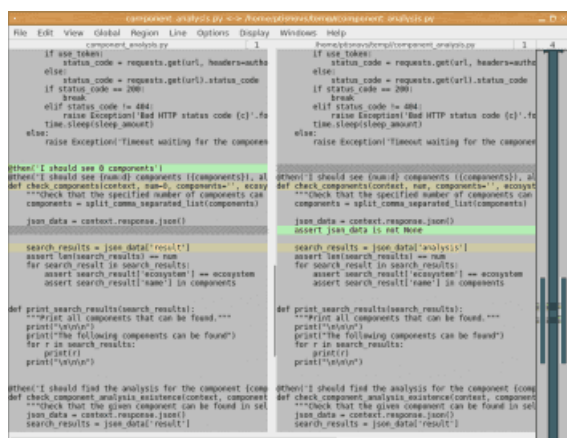 component_analysis.py <-> /home/ptisnovs/temp/component_analysis.py
File Edit View Global Region Line Options Display Windows Help
component_analysis.py 1 /home/ptisnovs/temp/component_analysis.py 1 4
if use_token:
status_code = requests.get(url, headers=autho
else:
status_code = requests.get(url).status_code
if status_code == 200:
break
elif status_code != 404:
raise Exception('Bad HTTP status code {c}'.fo
time.sleep(sleep_amount)
else:
raise Exception('Timeout waiting for the componen
@then('I should see 0 components')
@then('I should see {num:d} components ({components}), al
def check_components(context, num=0, components='', ecosy
"""Check that the specified number of components can
components = split_comma_separated_list(components)
json_data = context.response.json()
search_results = json_data['result']
assert len(search_results) == num
for search_result in search_results:
assert search_result['ecosystem'] == ecosystem
assert search_result['name'] in components
def print_search_results(search_results):
"""Print all components that can be found."""
print("\n\n\n")
print("The following components can be found")
for r in search_results:
print(r)
print("\n\n\n")
@then('I should find the analysis for the component {comp
def check_component_analysis_existence(context, component
"""Check that the given component can be found in sel
json_data = context.response.json()
search_results = json_data['result']
if use_token:
status_code = requests.get(url, headers=autho
else:
status_code = requests.get(url).status_code
if status_code == 200:
break
elif status_code != 404:
raise Exception('Bad HTTP status code {c}'.fo
time.sleep(sleep_amount)
else:
raise Exception('Timeout waiting for the componen
@then('I should see {num:d} components ({components}), al
def check_components(context, num, components='', ecosyst
"""Check that the specified number of components can
components = split_comma_separated_list(components)
json_data = context.response.json()
assert json_data is not None
search_results = json_data['analysis']
assert len(search_results) == num
for search_result in search_results:
assert search_result['ecosystem'] == ecosystem
assert search_result['name'] in components
def print_search_results(search_results):
"""Print all components that can be found."""
print("\n\n\n")
print("The following components can be found")
for r in search_results:
print(r)
print("\n\n\n")
@then('I should find the analysis for the component {comp
def check_component_analysis_existence(context, component
"""Check that the given component can be found in sel
json_data = context.response.json()
search_results = json_data['result']